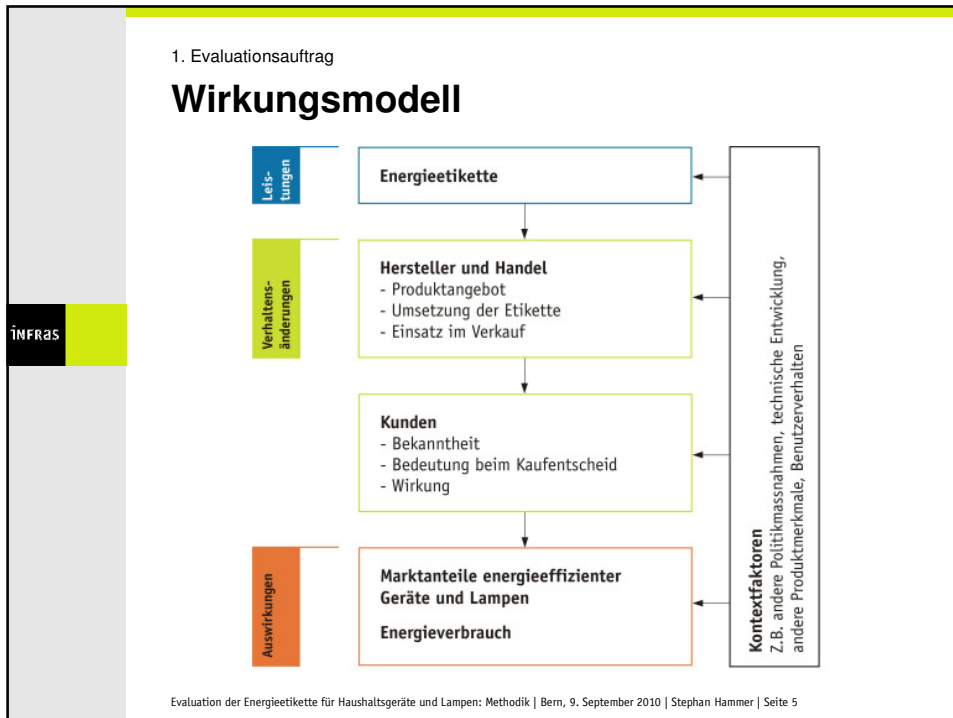 1. Evaluationsauftrag
Wirkungsmodell
Leis-
tungen
Energieetikette
Verhaltens-
änderungen
Hersteller und Handel
- Produktangebot
- Umsetzung der Etikette
- Einsatz im Verkauf
infras
Kunden
- Bekanntheit
- Bedeutung beim Kaufentscheid
- Wirkung
Auswirkungen
Marktanteile energieeffizienter
Geräte und Lampen
Energieverbrauch
Kontextfaktoren
Z.B. andere Politikmassnahmen, technische Entwicklung,
andere Produktmerkmale, Benutzerverhalten
Evaluation der Energieetikette für Haushaltsgeräte und Lampen: Methodik | Bern, 9. September 2010 | Stephan Hammer | Seite 5